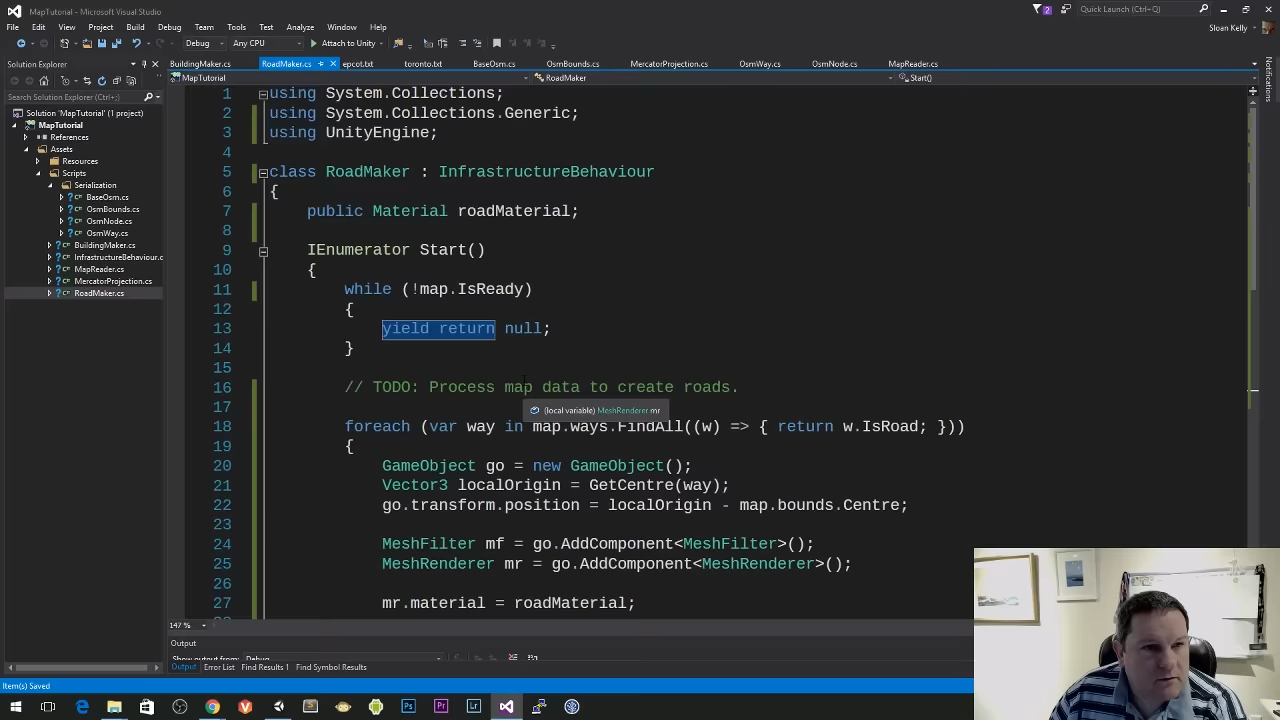 MapTutorial - Microsoft Visual Studio
2
Quick Launch (Ctrl+;)
File Edit View Project Build Debug Team Tools Test Analyze Window Help
Sloan Kelly
Debug Any CPU Attach to Unity
Solution Explorer
BuildingMaker.cs RoadMaker.cs epcot.txt toronto.txt BaseOsm.cs OsmBounds.cs MercatorProjection.cs OsmWay.cs OsmNode.cs MapReader.cs
MapTutorial RoadMaker Start()
Notifications
Search Solution Explorer (Ctrl+;)
Solution 'MapTutorial' (1 project)
MapTutorial
References
Assets
Resources
Scripts
Serialization
BaseOsm.cs
OsmBounds.cs
OsmNode.cs
OsmWay.cs
BuildingMaker.cs
InfrastructureBehaviour.c
MapReader.cs
MercatorProjection.cs
RoadMaker.cs
1 using System.Collections;
2 using System.Collections.Generic;
3 using UnityEngine;
4
5 class RoadMaker : InfrastructureBehaviour
6 {
7 public Material roadMaterial;
8
9 IEnumerator Start()
10 {
11 while (!map.IsReady)
12 {
13 yield return null;
14 }
15
16 // TODO: Process map data to create roads.
17
(local variable) MeshRenderer mr
18 foreach (var way in map.ways.FindAll((w) => { return w.IsRoad; }))
19 {
20 GameObject go = new GameObject();
21 Vector3 localOrigin = GetCentre(way);
22 go.transform.position = localOrigin - map.bounds.Centre;
23
24 MeshFilter mf = go.AddComponent<MeshFilter>();
25 MeshRenderer mr = go.AddComponent<MeshRenderer>();
26
27 mr.material = roadMaterial;
147 %
Output
Show output from: Debug
Output Error List Find Results 1 Find Symbol Results
Item(s) Saved
Ps Pr Lr